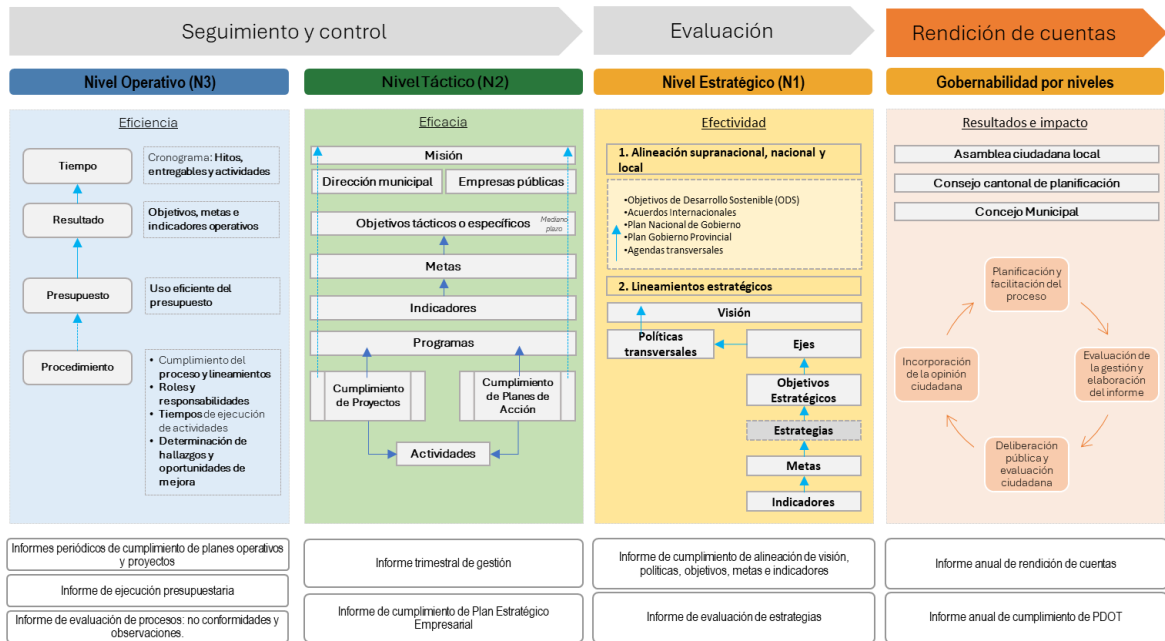 Seguimiento y control
Evaluación
Rendición de cuentas
Nivel Operativo (N3)
Nivel Táctico (N2)
Nivel Estratégico (N1)
Gobernabilidad por niveles
Eficiencia
Tiempo
Cronograma: Hitos,
entregables y actividades
Resultado
Objetivos, metas e
indicadores operativos
Presupuesto
Uso eficiente del
presupuesto
Procedimiento
• Cumplimiento del
proceso y lineamientos
• Roles y
responsabilidades
• Tiempos de ejecución
de actividades
• Determinación de
hallazgos y
oportunidades de
mejora
Eficacia
Misión
Dirección municipal
Empresas públicas
Objetivos tácticos o específicos
Mediano
plazo
Metas
Indicadores
Programas
Cumplimiento
de Proyectos
Cumplimiento
de Planes de
Acción
Actividades
Efectividad
1. Alineación supranacional, nacional y
local
•Objetivos de Desarrollo Sostenible (ODS)
•Acuerdos Internacionales
•Plan Nacional de Gobierno
•Plan Gobierno Provincial
•Agendas transversales
2. Lineamientos estratégicos
Visión
Políticas
transversales
Ejes
Objetivos
Estratégicos
Estrategias
Metas
Indicadores
Resultados e impacto
Asamblea ciudadana local
Consejo cantonal de planificación
Concejo Municipal
Planificación y
facilitación del
proceso
Evaluación de
la gestión y
elaboración del
informe
Deliberación
pública y
evaluación
ciudadana
Incorporación
de la opinión
ciudadana
Informes periódicos de cumplimiento de planes operativos
y proyectos
Informe de ejecución presupuestaria
Informe de evaluación de procesos: no conformidades y
observaciones.
Informe trimestral de gestión
Informe de cumplimiento de Plan Estratégico
Empresarial
Informe de cumplimiento de alineación de visión,
políticas, objetivos, metas e indicadores
Informe de evaluación de estrategias
Informe anual de rendición de cuentas
Informe anual de cumplimiento de PDOT